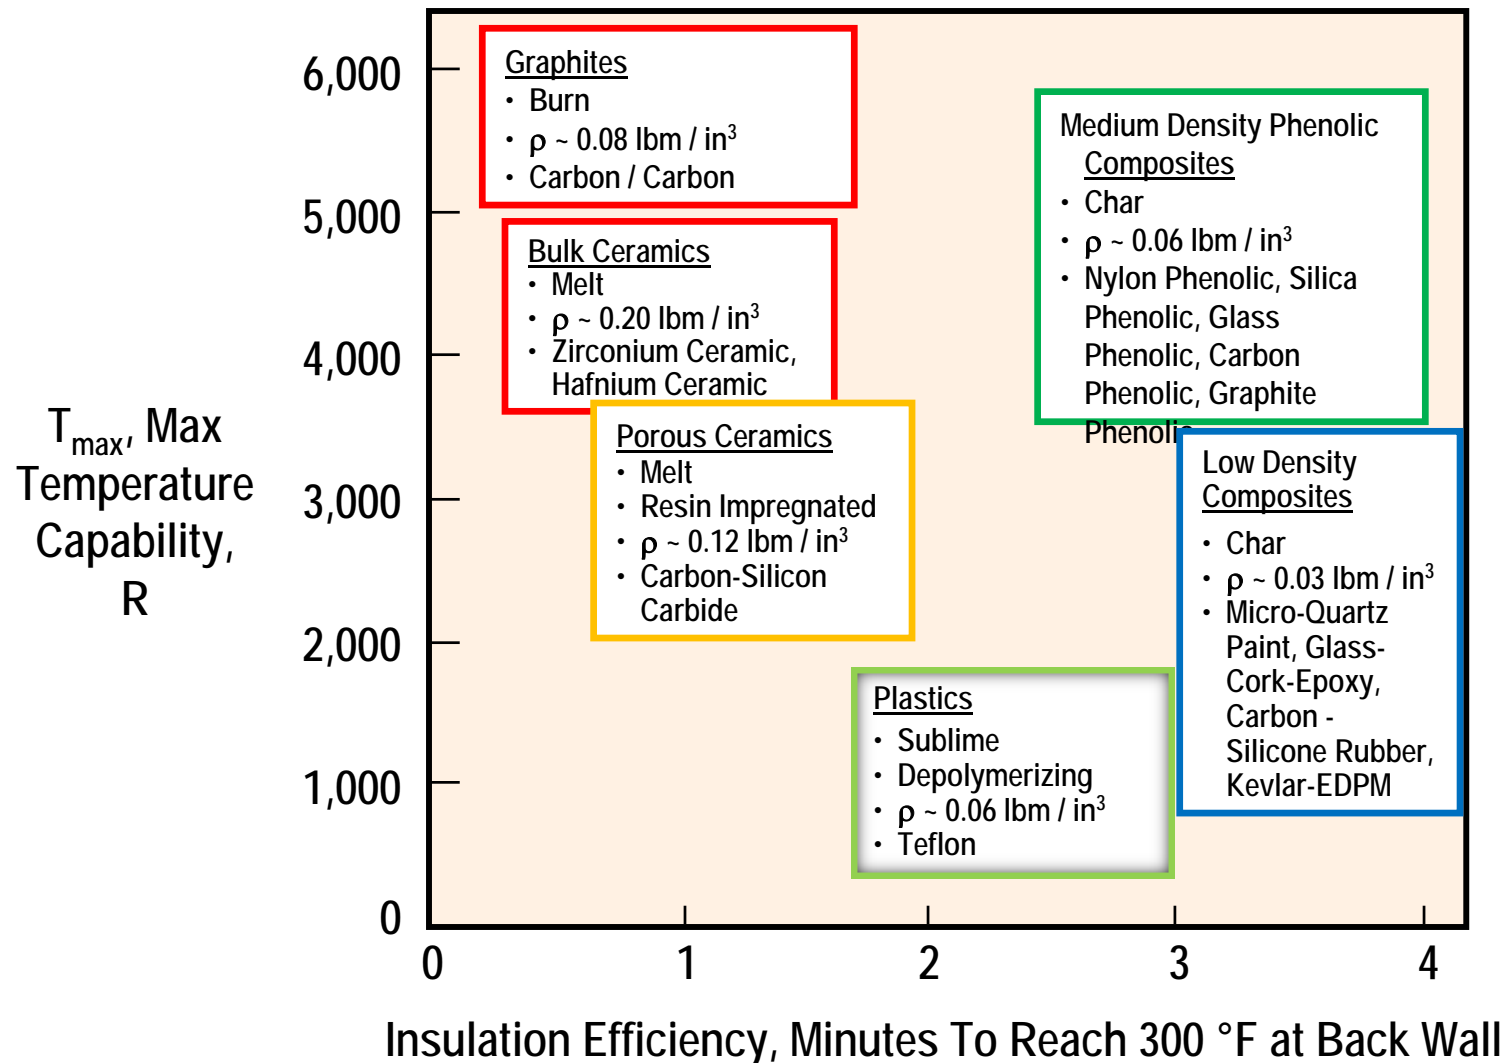 6,000
5,000
4,000
3,000
2,000
1,000
0
T_max, Max
Temperature
Capability,
R
Graphites
• Burn
• ρ ~ 0.08 lbm / in³
• Carbon / Carbon
Bulk Ceramics
• Melt
• ρ ~ 0.20 lbm / in³
• Zirconium Ceramic,
Hafnium Ceramic
Porous Ceramics
• Melt
• Resin Impregnated
• ρ ~ 0.12 lbm / in³
• Carbon-Silicon
Carbide
Medium Density Phenolic
Composites
• Char
• ρ ~ 0.06 lbm / in³
• Nylon Phenolic, Silica
Phenolic, Glass
Phenolic, Carbon
Phenolic, Graphite
Phenolic
Low Density
Composites
• Char
• ρ ~ 0.03 lbm / in³
• Micro-Quartz
Paint, Glass-
Cork-Epoxy,
Carbon -
Silicone Rubber,
Kevlar-EDPM
Plastics
• Sublime
• Depolymerizing
• ρ ~ 0.06 lbm / in³
• Teflon
0 1 2 3 4
Insulation Efficiency, Minutes To Reach 300 °F at Back Wall